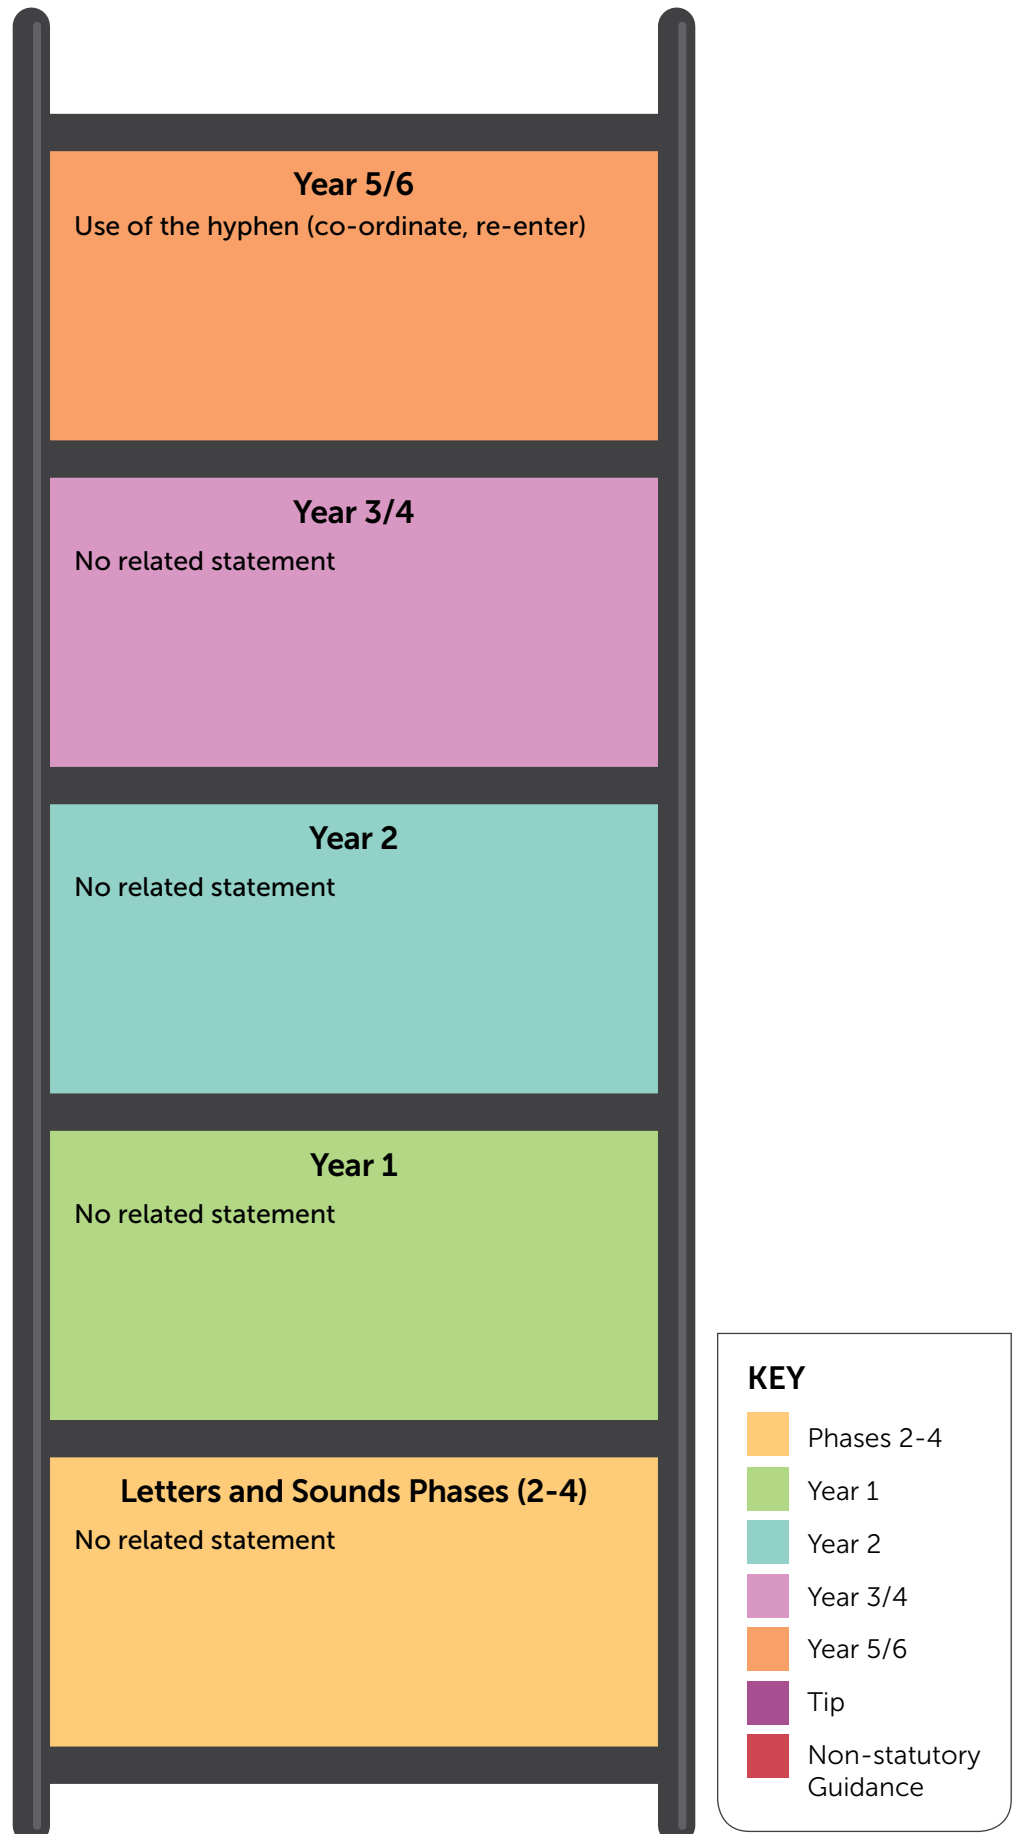 Year 5/6
Use of the hyphen (co-ordinate, re-enter)
Year 3/4
No related statement
Year 2
No related statement
Year 1
No related statement
Letters and Sounds Phases (2-4)
No related statement
KEY
Phases 2-4
Year 1
Year 2
Year 3/4
Year 5/6
Tip
Non-statutory
Guidance